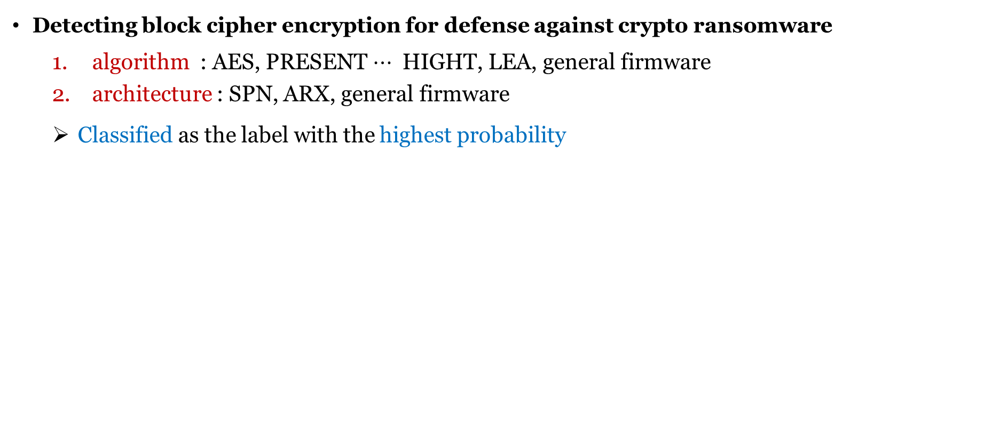 • Detecting block cipher encryption for defense against crypto ransomware
1. algorithm : AES, PRESENT ⋯ HIGHT, LEA, general firmware
2. architecture : SPN, ARX, general firmware
➢ Classified as the label with the highest probability